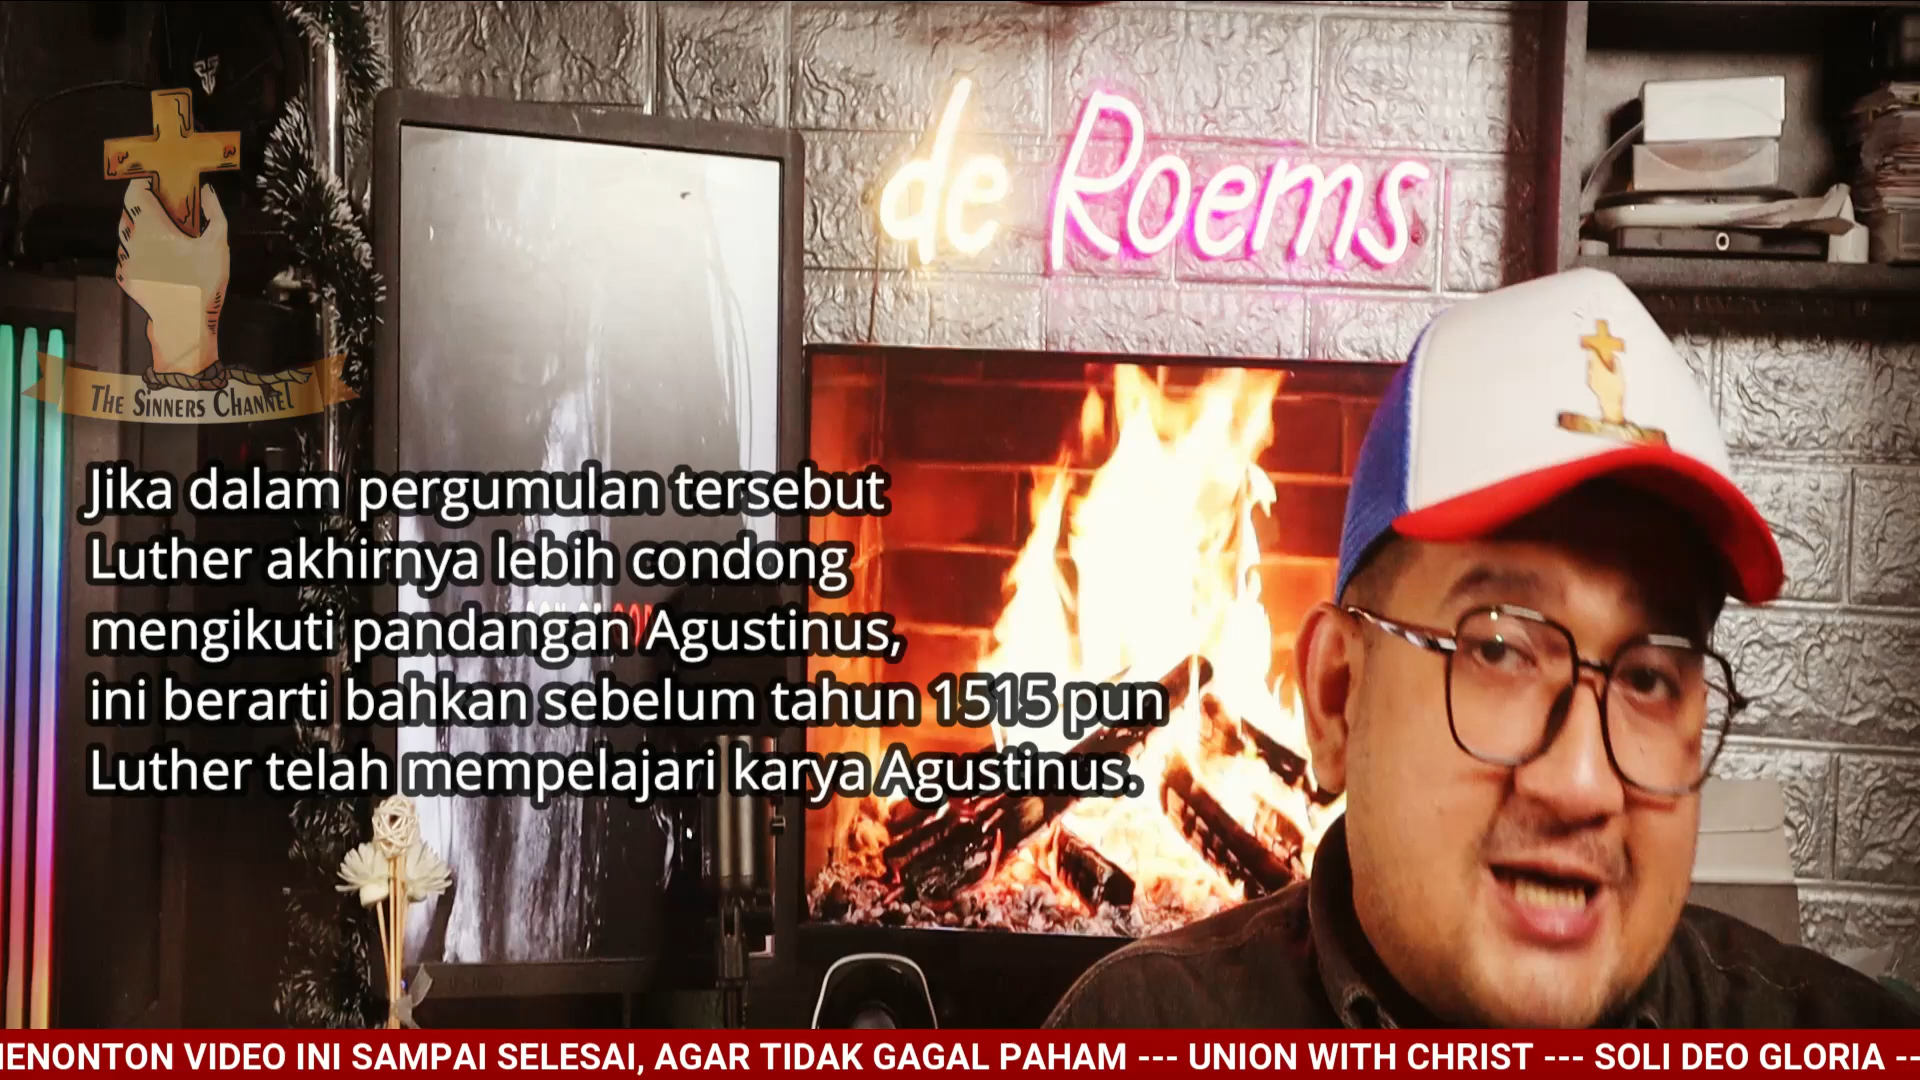 de Roems
THE SINNERS CHANNEL
Jika dalam pergumulan tersebut
Luther akhirnya lebih condong
mengikuti pandangan Agustinus,
ini berarti bahkan sebelum tahun 1515 pun
Luther telah mempelajari karya Agustinus.
MENONTON VIDEO INI SAMPAI SELESAI, AGAR TIDAK GAGAL PAHAM --- UNION WITH CHRIST --- SOLI DEO GLORIA --